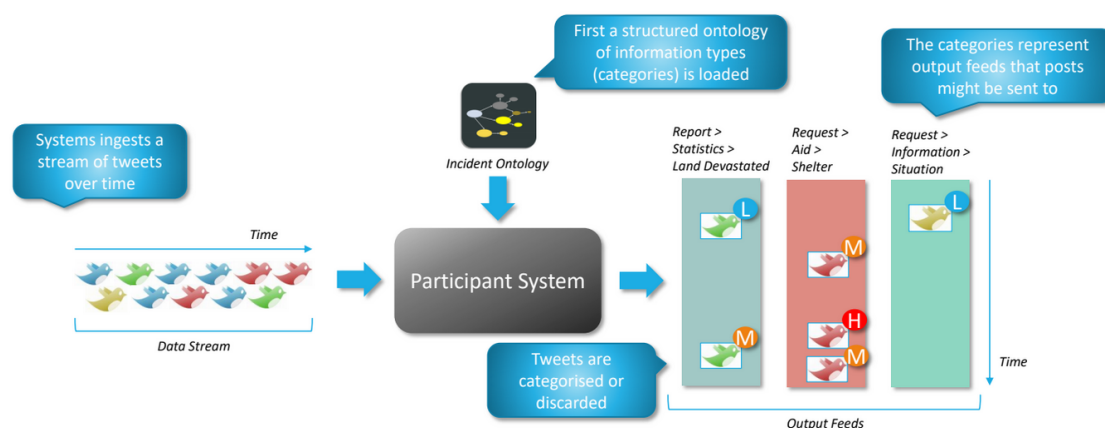 First a structured ontology
of information types
(categories) is loaded
The categories represent
output feeds that posts
might be sent to
Systems ingests a
stream of tweets
over time
Incident Ontology
Report >
Statistics >
Land Devastated
Request >
Aid >
Shelter
Request >
Information >
Situation
Time
Data Stream
Participant System
L
M
M
H
M
L
Tweets are
categorised or
discarded
Time
Output Feeds